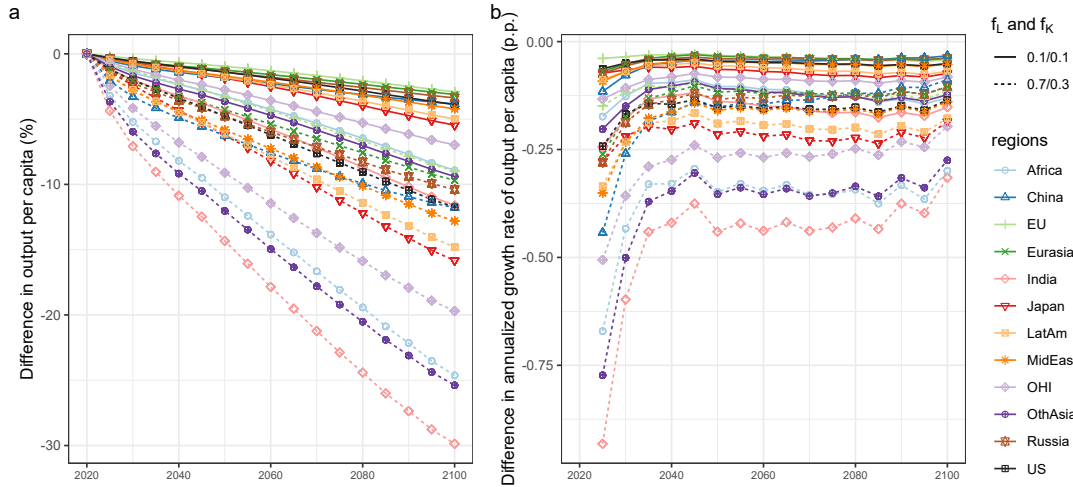 a
b
Difference in output per capita (%)
0
-10
-20
-30
2020
2040
2060
2080
2100
Difference in annualized growth rate of output per capita (p.p.)
0.00
-0.25
-0.50
-0.75
2020
2040
2060
2080
2100
f_L and f_K
0.1/0.1
0.7/0.3
regions
Africa
China
EU
Eurasia
India
Japan
LatAm
MidEas
OHI
OthAsia
Russia
US